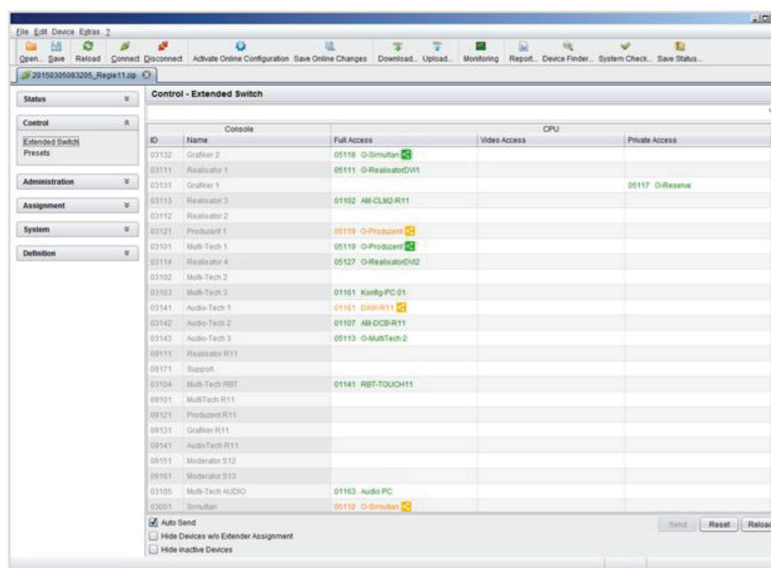 File Edit Device Extras ?
Open... Save Reload Connect Disconnect Activate Online Configuration Save Online Changes Download... Upload... Monitoring Report... Device Finder... System Check... Save Status...
20150305083205_Regie11.zip
Status
Control
Extended Switch
Presets
Administration
Assignment
System
Definition
Control - Extended Switch
Console CPU
ID Name Full Access Video Access Private Access
03132 Grafiker 2 05118 O-Simultan
03111 Realisator 1 05111 O-RealisatorDVI1
03131 Grafiker 1 05117 O-Reserve
03113 Realisator 3 01102 AM-CLM2-R11
03112 Realisator 2
03121 Produzent 1 05119 O-Produzent
03101 Multi-Tech 1 05119 O-Produzent
03114 Realisator 4 05127 O-RealisatorDVI2
03102 Multi-Tech 2
03103 Multi-Tech 3 01161 Konfig-PC 01
03141 Audio-Tech 1 01161
03142 Audio-Tech 2 01107 AM-DCB-R11
03143 Audio-Tech 3 05113 O-MultiTech 2
09111 Realisator R11
09171 Support
03104 Multi-Tech RBT 01141 RBT-TOUCH11
09101 MultiTech R11
09121 Produzent R11
09131 Grafiker R11
09141 AudioTech R11
09151 Moderator S12
09161 Moderator S13
03105 Multi-Tech AUDIO 01163 Audio PC
03001 Simultan 05118 O-Simultan
Auto Send Send Reset Reload
Hide Devices w/o Extender Assignment
Hide inactive Devices